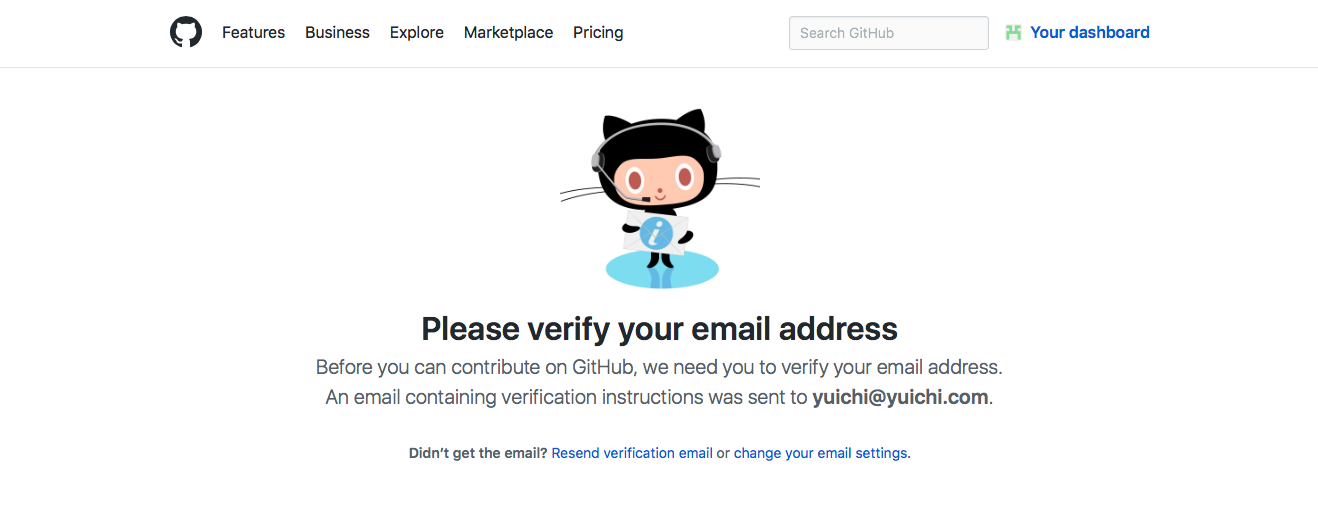 Features Business Explore Marketplace Pricing Search GitHub Your dashboard
i
Please verify your email address
Before you can contribute on GitHub, we need you to verify your email address.
An email containing verification instructions was sent to yuichi@yuichi.com.
Didn’t get the email? Resend verification email or change your email settings.